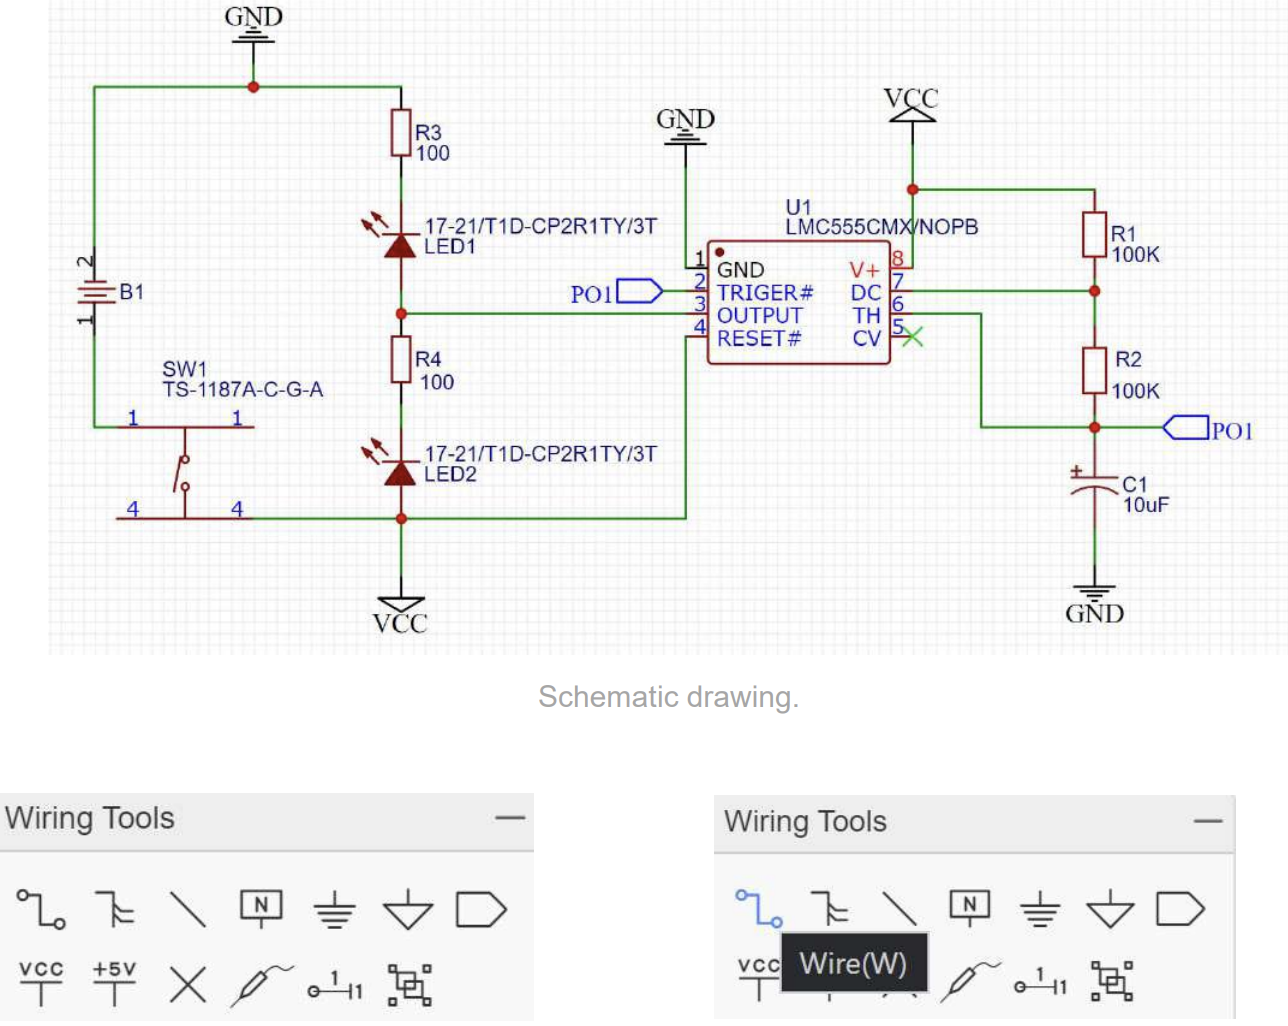 GND
R3
100
GND
VCC
17-21/T1D-CP2R1TY/3T
LED1
U1
LMC555CMX/NOPB
R1
100K
2
B1
1
PO1
1
2
3
4
GND
TRIGER#
OUTPUT
RESET#
V+
DC
TH
CV
8
7
6
5
R4
100
R2
100K
SW1
TS-1187A-C-G-A
1
1
PO1
17-21/T1D-CP2R1TY/3T
LED2
+
C1
10uF
4
4
VCC
GND
Schematic drawing.
Wiring Tools
N
VCC
+5V
1
1
Wiring Tools
N
Wire(W)
VCC
1
1